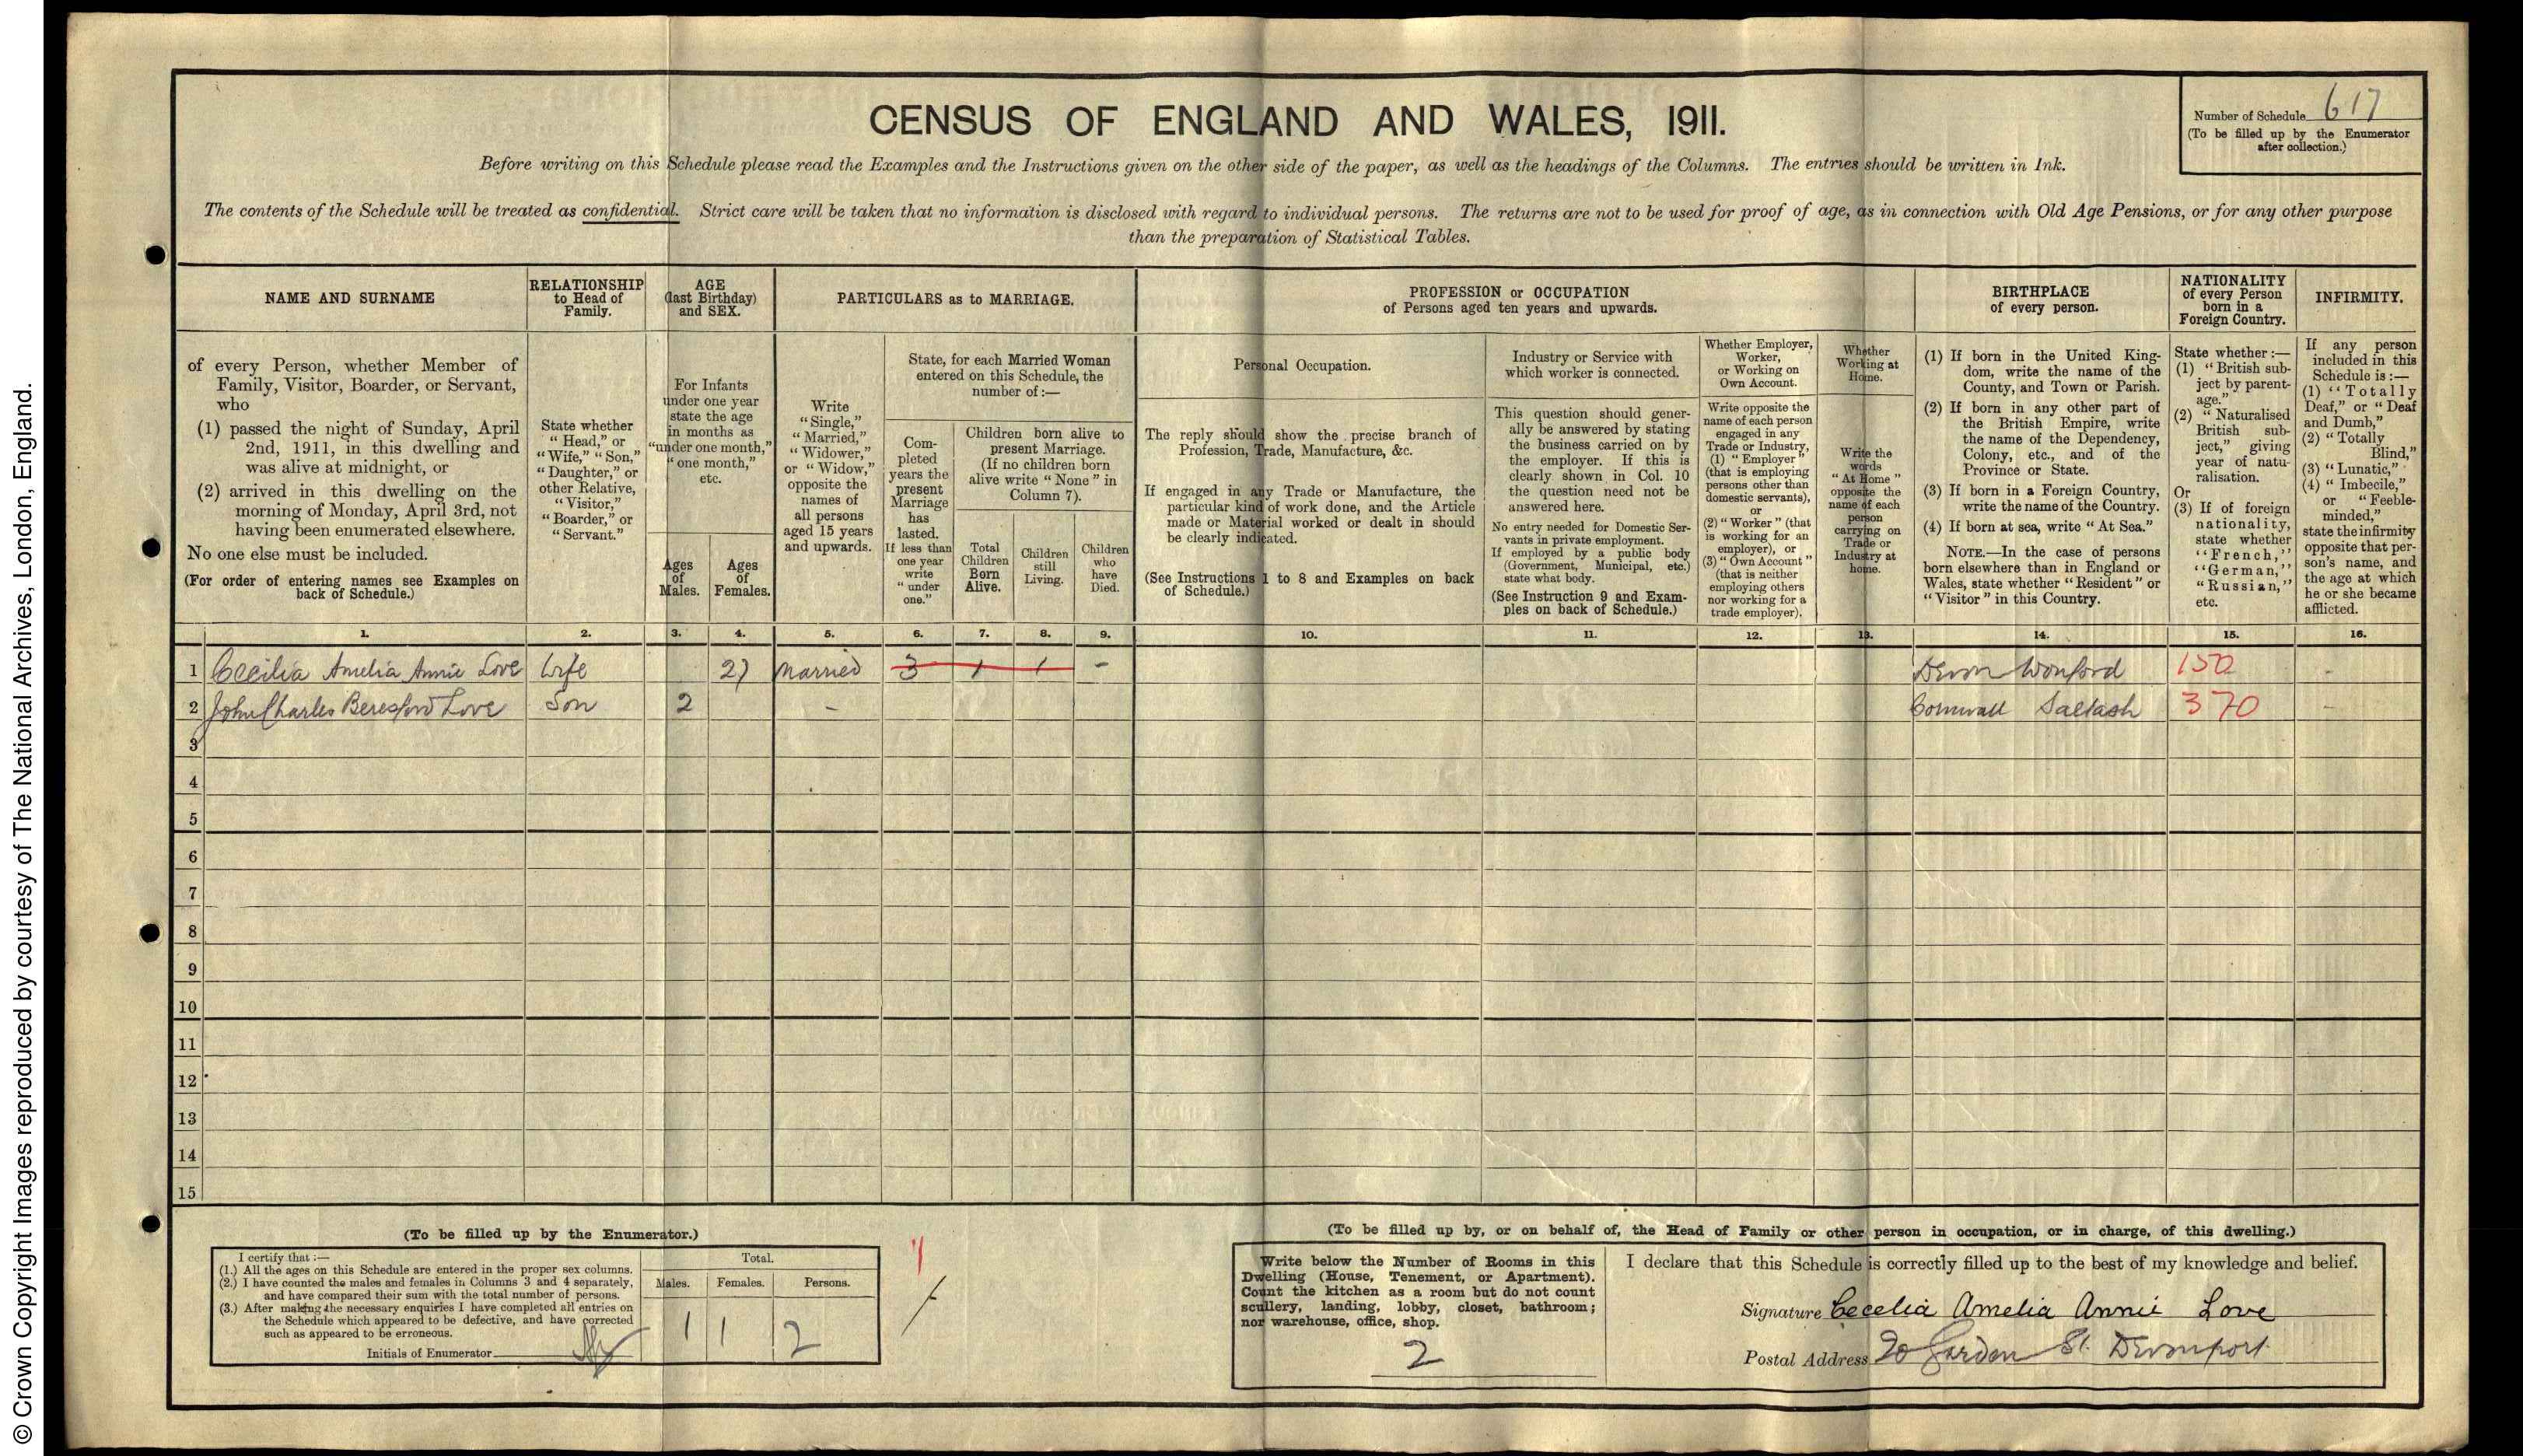 © Crown Copyright Images reproduced by courtesy of The National Archives, London, England.
CENSUS OF ENGLAND AND WALES, 1911.
Number of Schedule 617
(To be filled up by the Enumerator
after collection.)
Before writing on this Schedule please read the Examples and the Instructions given on the other side of the paper, as well as the headings of the Columns. The entries should be written in Ink.
The contents of the Schedule will be treated as confidential. Strict care will be taken that no information is disclosed with regard to individual persons. The returns are not to be used for proof of age, as in connection with Old Age Pensions, or for any other purpose
than the preparation of Statistical Tables.
NAME AND SURNAME
RELATIONSHIP
to Head of
Family.
AGE
(last Birthday)
and SEX.
PARTICULARS as to MARRIAGE.
PROFESSION or OCCUPATION
of Persons aged ten years and upwards.
BIRTHPLACE
of every person.
NATIONALITY
of every Person
born in a
Foreign Country.
INFIRMITY.
of every Person, whether Member of
Family, Visitor, Boarder, or Servant,
who
(1) passed the night of Sunday, April
2nd, 1911, in this dwelling and
was alive at midnight, or
(2) arrived in this dwelling on the
morning of Monday, April 3rd, not
having been enumerated elsewhere.
No one else must be included.
(For order of entering names see Examples on
back of Schedule.)
State whether
"Head," or
"Wife," "Son,"
"Daughter," or
other Relative,
"Visitor,"
"Boarder," or
"Servant."
For Infants
under one year
state the age
in months as
"under one month,"
"one month,"
etc.
Ages
of
Males.
Ages
of
Females.
Write
"Single,"
"Married,"
"Widower,"
or "Widow,"
opposite the
names of
all persons
aged 15 years
and upwards.
State, for each Married Woman
entered on this Schedule, the
number of :—
Com-
pleted
years the
present
Marriage
has
lasted.
If less than
one year
write
"under
one."
Children born alive to
present Marriage.
(If no children born
alive write "None" in
Column 7).
Total
Children
Born
Alive.
Children
still
Living.
Children
who
have
Died.
Personal Occupation.
The reply should show the precise branch of
Profession, Trade, Manufacture, &c.
If engaged in any Trade or Manufacture, the
particular kind of work done, and the Article
made or Material worked or dealt in should
be clearly indicated.
(See Instructions 1 to 8 and Examples on back
of Schedule.)
Industry or Service with
which worker is connected.
This question should gener-
ally be answered by stating
the business carried on by
the employer. If this is
clearly shown in Col. 10
the question need not be
answered here.
No entry needed for Domestic Ser-
vants in private employment.
If employed by a public body
(Government, Municipal, etc.)
state what body.
(See Instruction 9 and Exam-
ples on back of Schedule.)
Whether Employer,
Worker,
or Working on
Own Account.
Write opposite the
name of each person
engaged in any
Trade or Industry,
(1) "Employer"
(that is employing
persons other than
domestic servants),
or
(2) "Worker" (that
is working for an
employer), or
(3) "Own Account"
(that is neither
employing others
nor working for a
trade employer).
Whether
Working at
Home.
Write the
words
"At Home"
opposite the
name of each
person
carrying on
Trade or
Industry at
home.
(1) If born in the United King-
dom, write the name of the
County, and Town or Parish.
(2) If born in any other part of
the British Empire, write
the name of the Dependency,
Colony, etc., and of the
Province or State.
(3) If born in a Foreign Country,
write the name of the Country.
(4) If born at sea, write "At Sea."
NOTE.—In the case of persons
born elsewhere than in England or
Wales, state whether "Resident" or
"Visitor" in this Country.
State whether :—
(1) "British sub-
ject by parent-
age."
(2) "Naturalised
British sub-
ject," giving
year of natu-
ralisation.
Or
(3) If of foreign
nationality,
state whether
"French,"
"German,"
"Russian,"
etc.
If any person
included in this
Schedule is :—
(1) "Totally
Deaf," or "Deaf
and Dumb,"
(2) "Totally
Blind,"
(3) "Lunatic,"
(4) "Imbecile,"
or "Feeble-
minded,"
state the infirmity
opposite that per-
son's name, and
the age at which
he or she became
afflicted.
1. 2. 3. 4. 5. 6. 7. 8. 9. 10. 11. 12. 13. 14. 15. 16.
1 Cecilia Amelia Annie Love Wife 27 Married 3 1 1 – Devon Wonford 150 –
2 John Charles Beresford Love Son 2 – Cornwall Saltash 370 –
3
4
5
6
7
8
9
10
11
12
13
14
15
(To be filled up by the Enumerator.)
I certify that :—
(1.) All the ages on this Schedule are entered in the proper sex columns.
(2.) I have counted the males and females in Columns 3 and 4 separately,
and have compared their sum with the total number of persons.
(3.) After making the necessary enquiries I have completed all entries on
the Schedule which appeared to be defective, and have corrected
such as appeared to be erroneous.
Initials of Enumerator
Total.
Males. Females. Persons.
1 1 2
(To be filled up by, or on behalf of, the Head of Family or other person in occupation, or in charge, of this dwelling.)
Write below the Number of Rooms in this
Dwelling (House, Tenement, or Apartment).
Count the kitchen as a room but do not count
scullery, landing, lobby, closet, bathroom;
nor warehouse, office, shop.
2
I declare that this Schedule is correctly filled up to the best of my knowledge and belief.
Signature Cecelia Amelia Annie Love
Postal Address 20 Garden St. Devonport